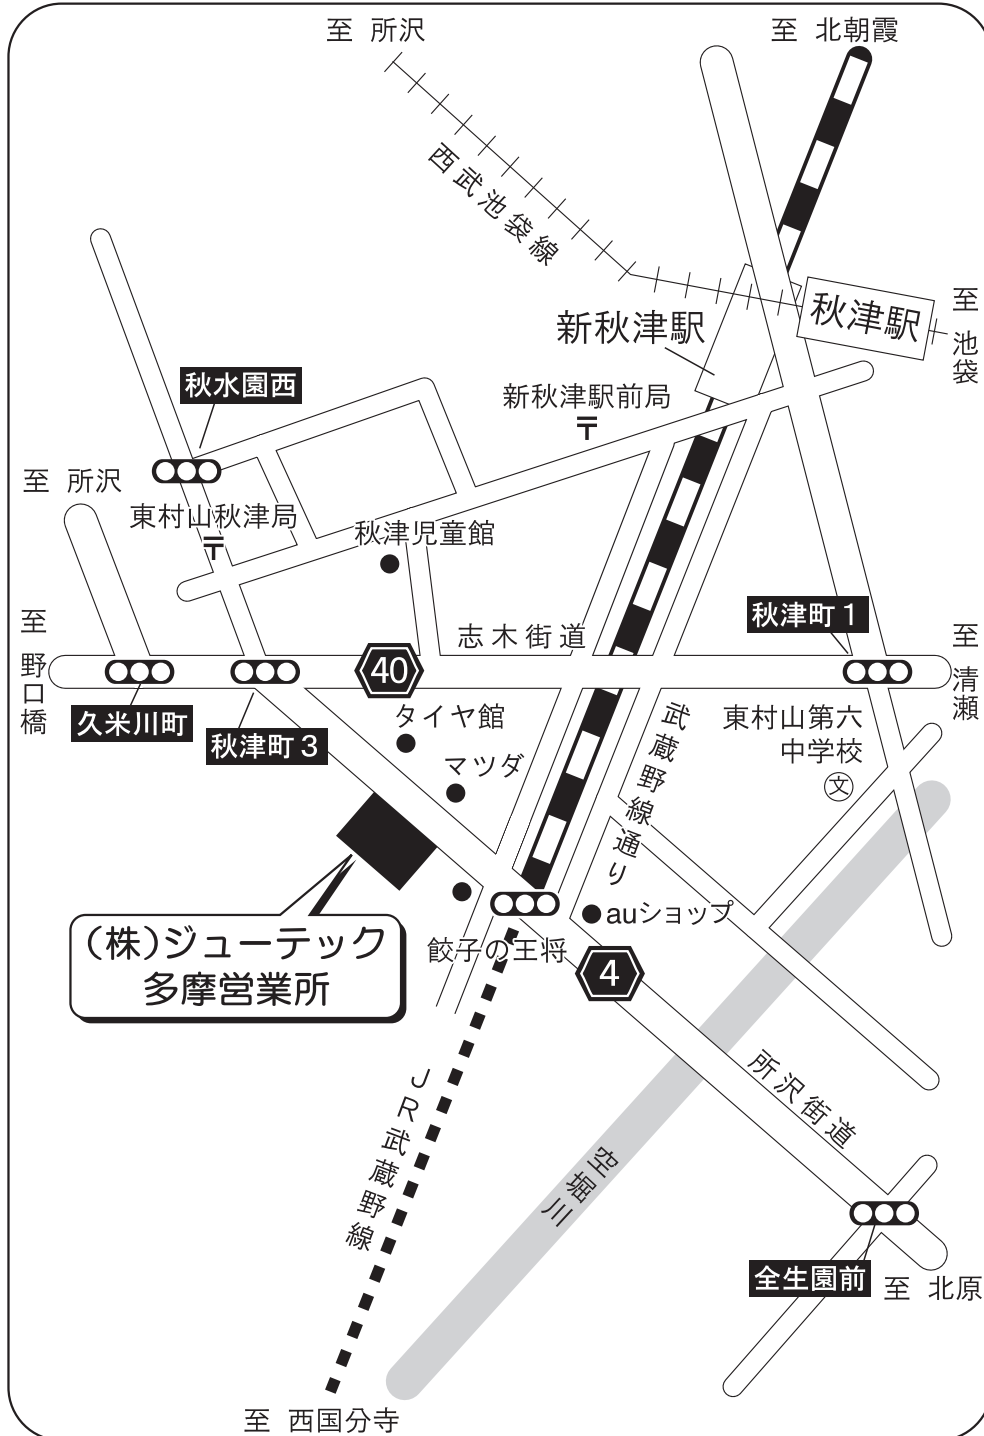 至 所沢
至 北朝霞
西武池袋線
新秋津駅
秋津駅
至 池袋
新秋津駅前局
〒
秋水園西
至 所沢
東村山秋津局
〒
秋津児童館
秋津町1
至 野口橋
志木街道
至 清瀬
40
久米川町
秋津町3
タイヤ館
マツダ
武蔵野線通り
東村山第六
中学校
文
auショップ
餃子の王将
4
(株)ジューテック
多摩営業所
所沢街道
JR武蔵野線
空堀川
全生園前
至 北原
至 西国分寺